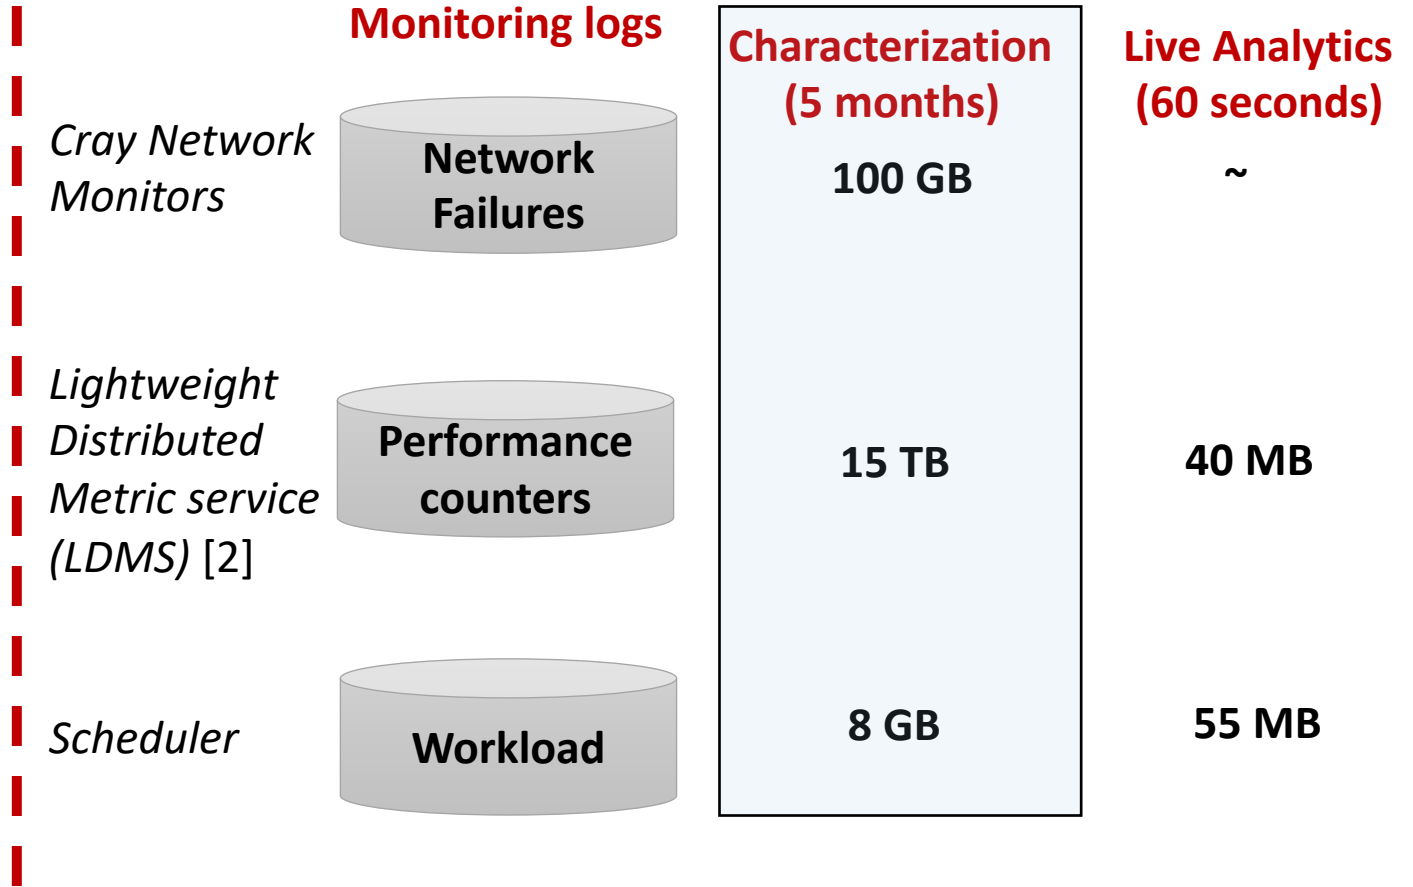 Monitoring logs
Characterization
(5 months)
Live Analytics
(60 seconds)
Cray Network
Monitors
Network
Failures
100 GB
~
Lightweight
Distributed
Metric service
(LDMS) [2]
Performance
counters
15 TB
40 MB
Scheduler
Workload
8 GB
55 MB